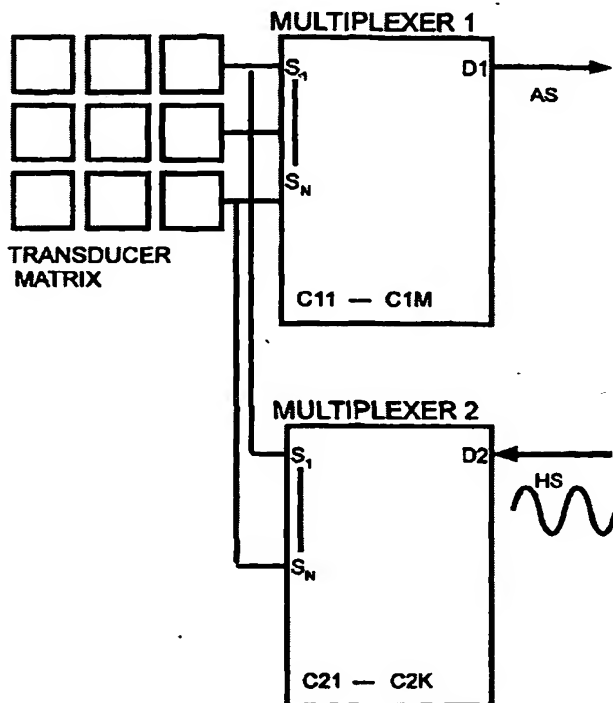 MULTIPLEXER 1
S1
D1
AS
SN
TRANSDUCER
MATRIX
C11 — C1M
MULTIPLEXER 2
S1
D2
HS
SN
C21 — C2K